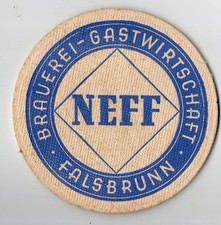 BRAUEREI-GASTWIRTSCHAFT
NEFF
· FALSBRUNN ·